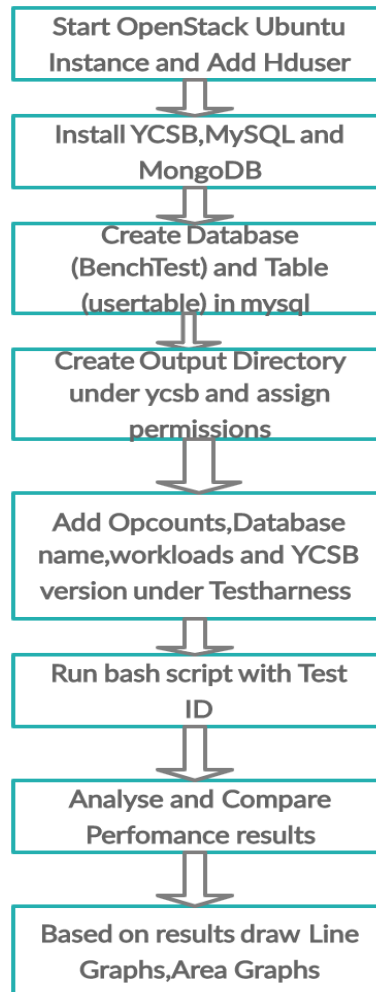 Start OpenStack Ubuntu
Instance and Add Hduser
Install YCSB,MySQL and
MongoDB
Create Database
(BenchTest) and Table
(usertable) in mysql
Create Output Directory
under ycsb and assign
permissions
Add Opcounts,Database
name,workloads and YCSB
version under Testharness
Run bash script with Test
ID
Analyse and Compare
Perfomance results
Based on results draw Line
Graphs,Area Graphs